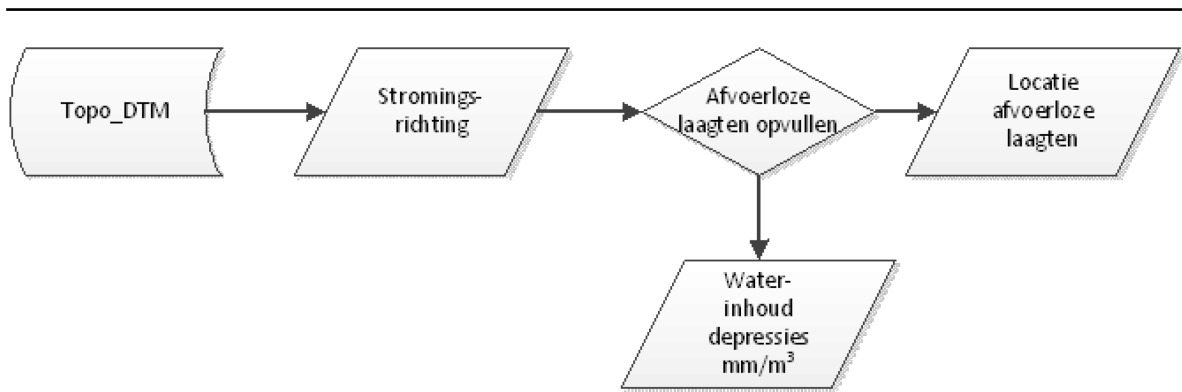 Topo_DTM
Stromings-
richting
Afvoerloze
laagten opvullen
Locatie
afvoerloze
laagten
Water-
inhoud
depressies
mm/m³